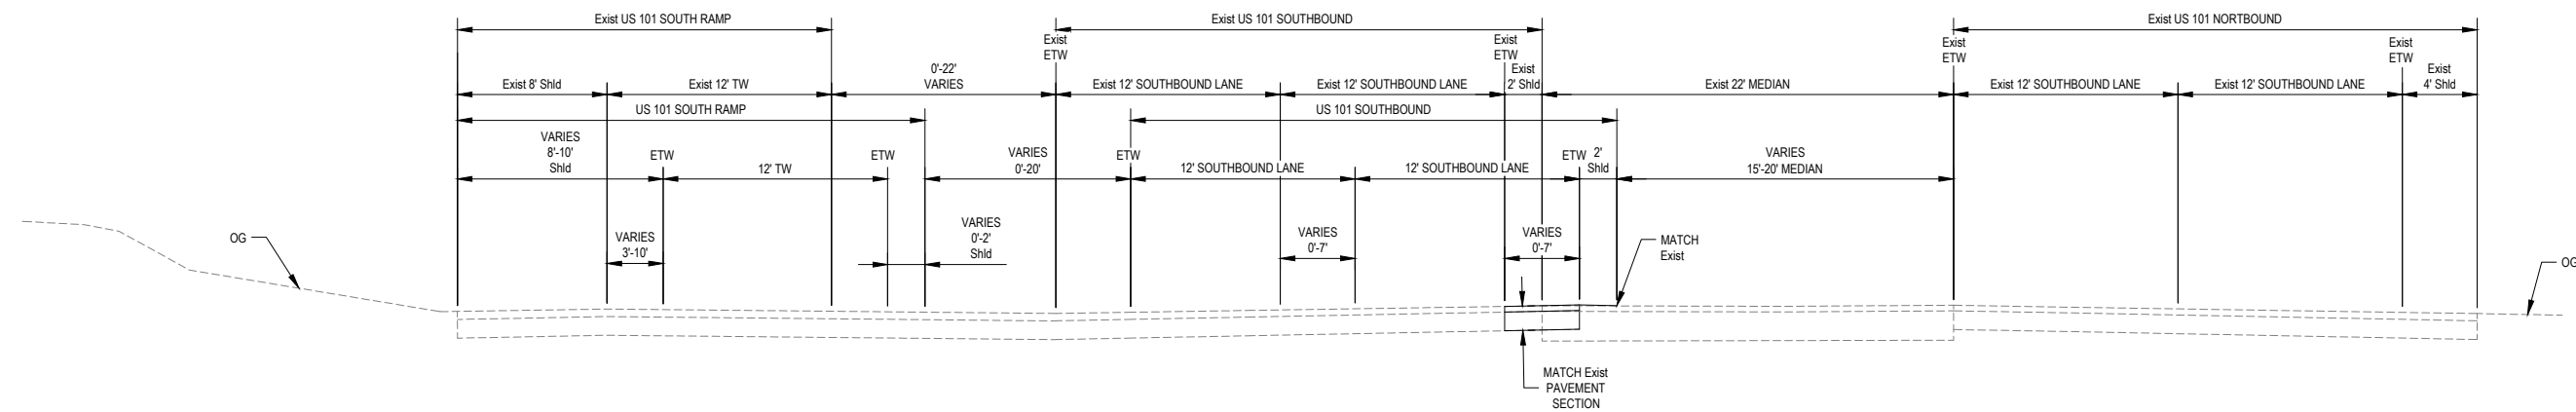 Exist US 101 SOUTH RAMP
Exist US 101 SOUTHBOUND
Exist US 101 NORTBOUND
Exist
ETW
Exist
ETW
Exist
ETW
Exist
ETW
Exist 8' Shld
Exist 12' TW
0'-22'
VARIES
Exist 12' SOUTHBOUND LANE
Exist 12' SOUTHBOUND LANE
Exist
2' Shld
Exist 22' MEDIAN
Exist 12' SOUTHBOUND LANE
Exist 12' SOUTHBOUND LANE
Exist
4' Shld
US 101 SOUTH RAMP
US 101 SOUTHBOUND
VARIES
8'-10'
Shld
ETW
12' TW
ETW
VARIES
0'-20'
ETW
12' SOUTHBOUND LANE
12' SOUTHBOUND LANE
ETW
2'
Shld
VARIES
15'-20' MEDIAN
OG
VARIES
3'-10'
VARIES
0'-2'
Shld
VARIES
0'-7'
VARIES
0'-7'
MATCH
Exist
OG
MATCH Exist
PAVEMENT
SECTION